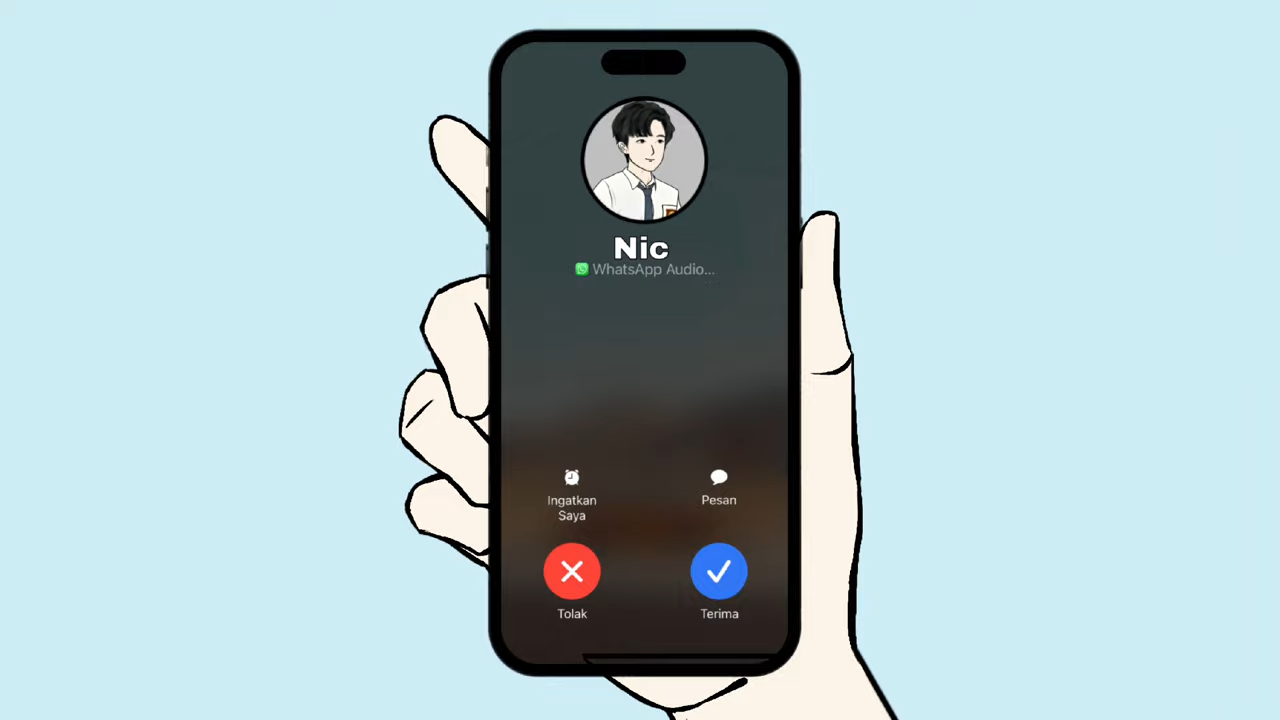 Nic
WhatsApp Audio...
Ingatkan
Saya
Pesan
Tolak
Terima